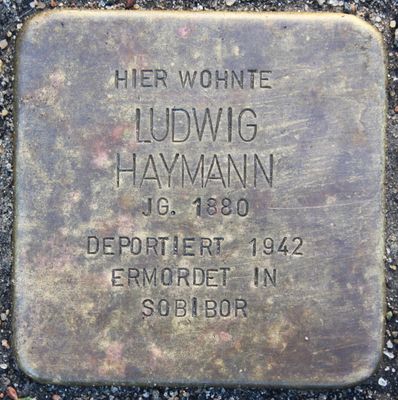 HIER WOHNTE
LUDWIG
HAYMANN
JG. 1880
DEPORTIERT 1942
ERMORDET IN
SOBIBOR